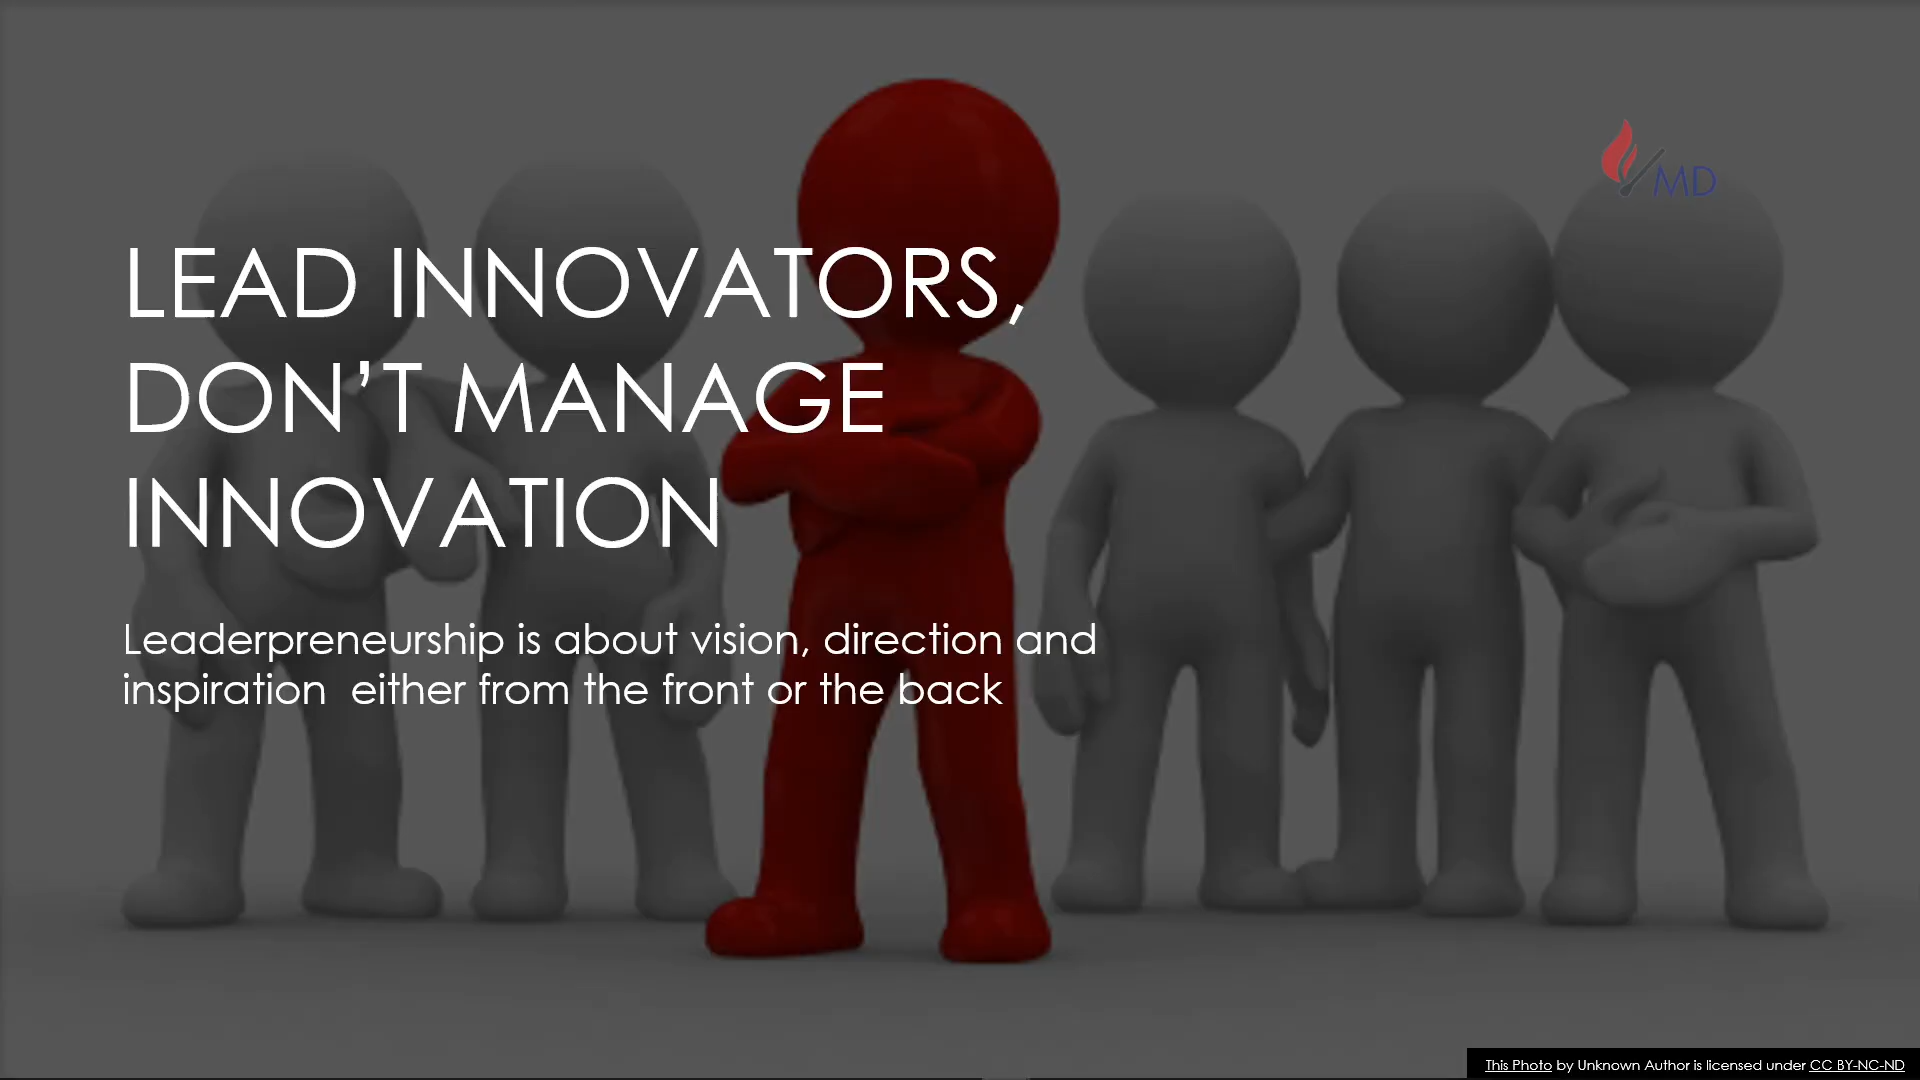 MD
LEAD INNOVATORS,
DON’T MANAGE
INNOVATION
Leaderpreneurship is about vision, direction and
inspiration  either from the front or the back
This Photo by Unknown Author is licensed under CC BY-NC-ND